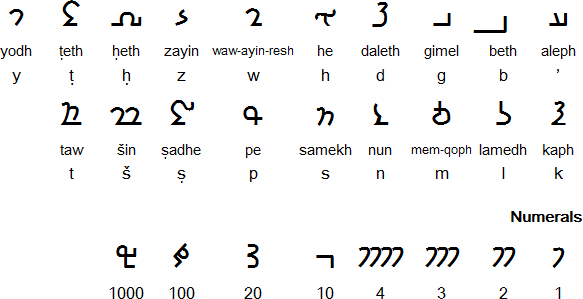 𐭠 𐭡 𐭢 𐭣 𐭤 𐭥 𐭦 𐭧 𐭨 𐭩
yodh ṭeth ḥeth zayin waw-ayin-resh he daleth gimel beth aleph
y ṭ ḥ z w h d g b ’
𐭪 𐭫 𐭬 𐭭 𐭮 𐭯 𐭰 𐭱 𐭲
taw šin ṣadhe pe samekh nun mem-qoph lamedh kaph
t š ṣ p s n m l k
Numerals
𐭸 𐭹 𐭺 𐭻 𐭼 𐭽 𐭾 𐭿
1000 100 20 10 4 3 2 1